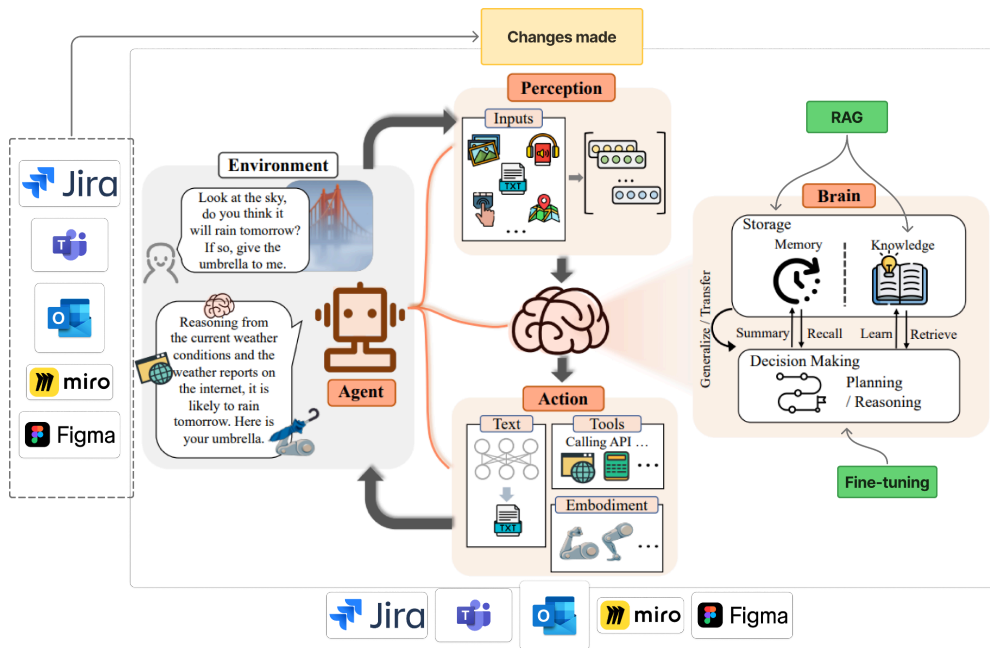 Changes made
Jira
T
O
miro
Figma
Environment
Look at the sky,
do you think it
will rain tomorrow?
If so, give the
umbrella to me.
Reasoning from
the current weather
conditions and the
weather reports on
the internet, it is
likely to rain
tomorrow. Here is
your umbrella.
Agent
Perception
Inputs
TXT
...
...
Action
Text
TXT
Tools
Calling API ...
...
Embodiment
...
RAG
Brain
Storage
Memory
Knowledge
Generalize / Transfer
Summary
Recall
Learn
Retrieve
Decision Making
Planning
/ Reasoning
Fine-tuning
Jira
T
O
miro
Figma